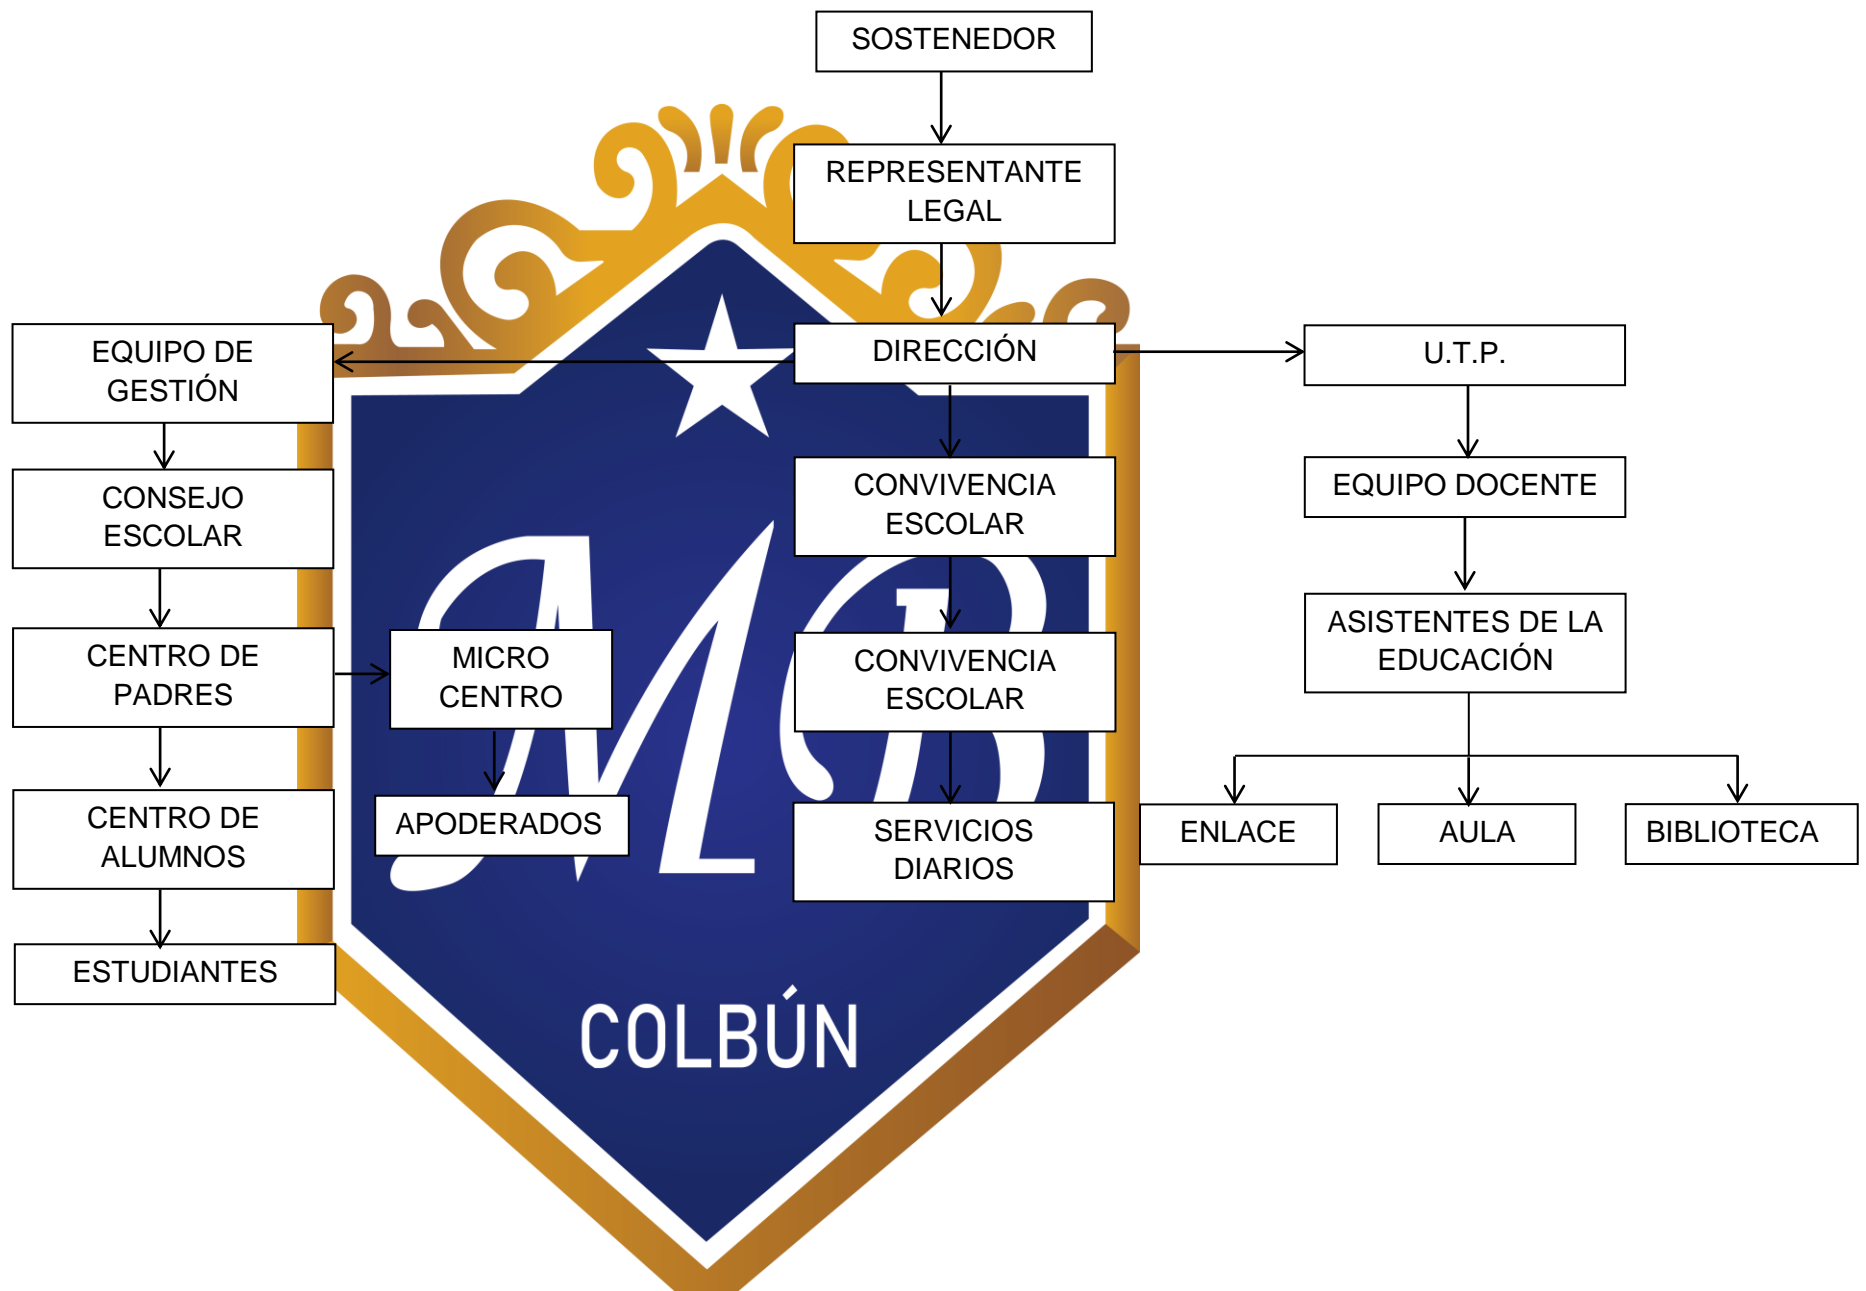 SOSTENEDOR
REPRESENTANTE
LEGAL
EQUIPO DE
GESTIÓN
DIRECCIÓN
U.T.P.
CONSEJO
ESCOLAR
CONVIVENCIA
ESCOLAR
EQUIPO DOCENTE
CENTRO DE
PADRES
MICRO
CENTRO
CONVIVENCIA
ESCOLAR
ASISTENTES DE LA
EDUCACIÓN
CENTRO DE
ALUMNOS
APODERADOS
SERVICIOS
DIARIOS
ENLACE
AULA
BIBLIOTECA
ESTUDIANTES
MB
COLBÚN